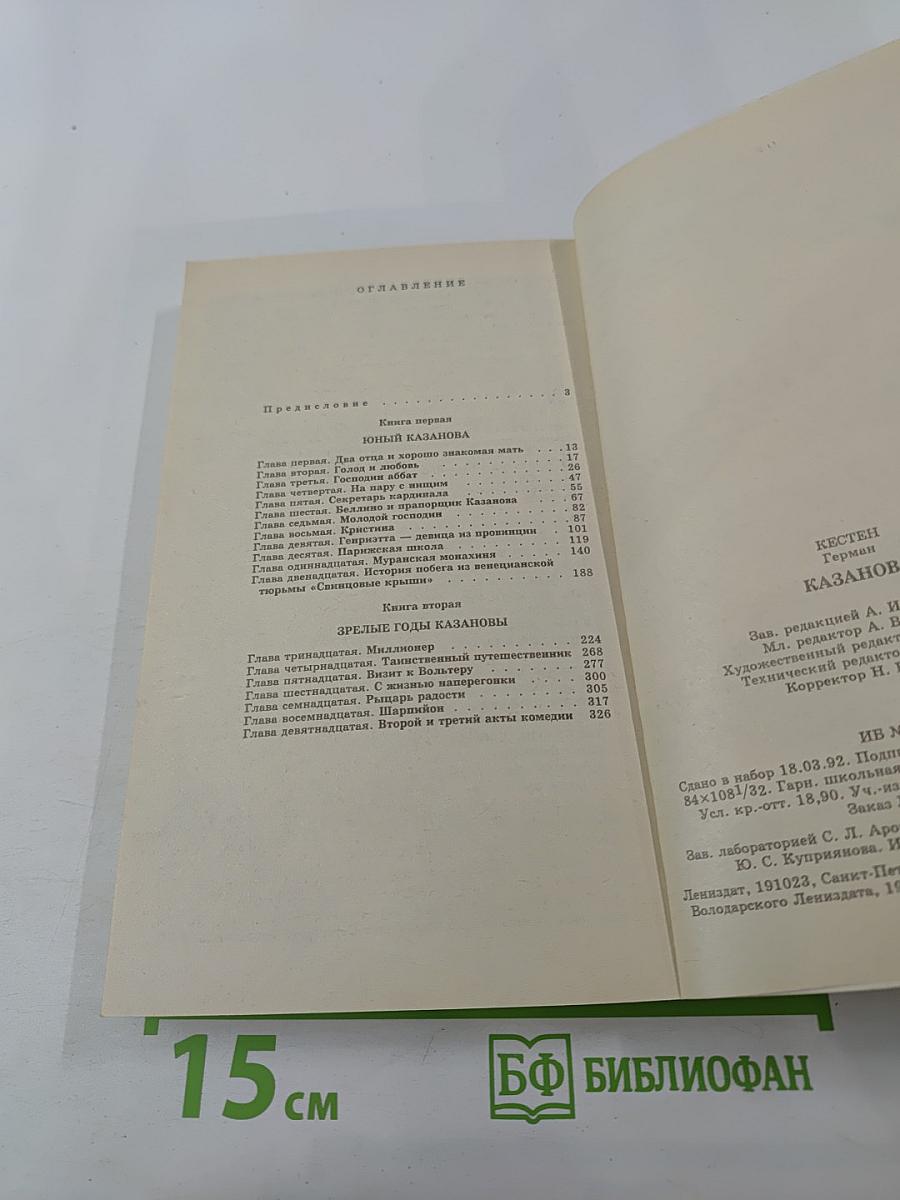 ОГЛАВЛЕНИЕ
Предисловие . . . . . . . . . . . . . . . . 3
Книга первая
ЮНЫЙ КАЗАНОВА
Глава первая. Два отца и хорошо знакомая мать . . . 13
Глава вторая. Голод и любовь . . . . . . . . . . 17
Глава третья. Господин аббат . . . . . . . . . . 26
Глава четвертая. На пару с нищим . . . . . . . . 47
Глава пятая. Секретарь кардинала . . . . . . . . 55
Глава шестая. Беллино и прапорщик Казанова . . . . 67
Глава седьмая. Молодой господин . . . . . . . . 82
Глава восьмая. Кристина . . . . . . . . . . . . 87
Глава девятая. Генриэтта — девица из провинции . 101
Глава десятая. Парижская школа . . . . . . . . 119
Глава одиннадцатая. Муранская монахиня . . . . . 140
Глава двенадцатая. История побега из венецианской
тюрьмы «Свинцовые крыши» . . . . . . . . . . 188
Книга вторая
ЗРЕЛЫЕ ГОДЫ КАЗАНОВЫ
Глава тринадцатая. Миллионер . . . . . . . . . 224
Глава четырнадцатая. Таинственный путешественник 268
Глава пятнадцатая. Визит к Вольтеру . . . . . . 277
Глава шестнадцатая. С жизнью наперегонки . . . . 300
Глава семнадцатая. Рыцарь радости . . . . . . . 305
Глава восемнадцатая. Шарпийон . . . . . . . . . 317
Глава девятнадцатая. Второй и третий акты комедии 326
КЕСТЕН
Герман
КАЗАНОВ
Зав. редакцией А. И
Мл. редактор А. В
Художественный редакт
Технический редактор
Корректор Н.
ИБ №
Сдано в набор 18.03.92. Подпи
84×108 1/32. Гарн. школьная
Усл. кр.-отт. 18,90. Уч.-из
Заказ
Зав. лабораторией С. Л. Аро
Ю. С. Куприянова. И
Лениздат, 191023, Санкт-Пет
Володарского Лениздата, 19
15 см
БФ БИБЛИОФАН